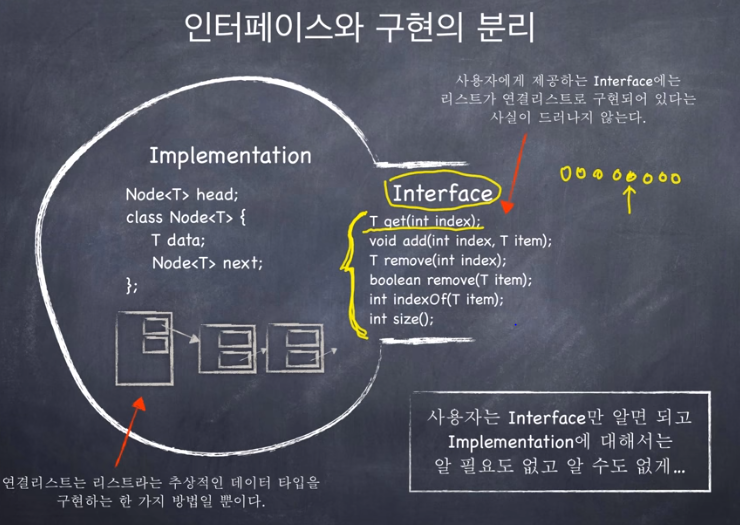 인터페이스와 구현의 분리
사용자에게 제공하는 Interface에는
리스트가 연결리스트로 구현되어 있다는
사실이 드러나지 않는다.
Implementation
Node<T> head;
class Node<T> {
T data;
Node<T> next;
};
Interface
T get(int index);
void add(int index, T item);
T remove(int index);
boolean remove(T item);
int indexOf(T item);
int size();
사용자는 Interface만 알면 되고
Implementation에 대해서는
알 필요도 없고 알 수도 없게...
연결리스트는 리스트라는 추상적인 데이터 타입을
구현하는 한 가지 방법일 뿐이다.